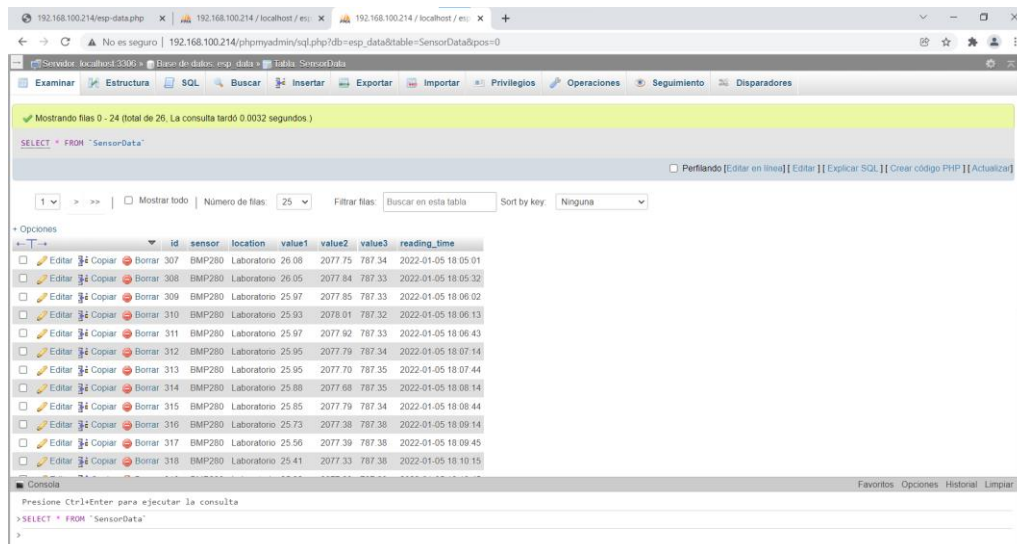 192.168.100.214/esp-data.php
192.168.100.214 / localhost / esp
192.168.100.214 / localhost / esp
No es seguro 192.168.100.214/phpmyadmin/sql.php?db=esp_data&table=SensorData&pos=0
Servidor: localhost:3306 » Base de datos: esp_data » Tabla: SensorData
Examinar Estructura SQL Buscar Insertar Exportar Importar Privilegios Operaciones Seguimiento Disparadores
Mostrando filas 0 - 24 (total de 26, La consulta tardó 0.0032 segundos.)
SELECT * FROM `SensorData`
Perfilando [Editar en línea] [ Editar ] [ Explicar SQL ] [ Crear código PHP ] [ Actualizar]
1 > >> | Mostrar todo | Número de filas: 25 Filtrar filas: Buscar en esta tabla Sort by key: Ninguna
+ Opciones
←T→ id sensor location value1 value2 value3 reading_time
Editar Copiar Borrar 307 BMP280 Laboratorio 26.08 2077.75 787.34 2022-01-05 18:05:01
Editar Copiar Borrar 308 BMP280 Laboratorio 26.05 2077.84 787.33 2022-01-05 18:05:32
Editar Copiar Borrar 309 BMP280 Laboratorio 25.97 2077.85 787.33 2022-01-05 18:06:02
Editar Copiar Borrar 310 BMP280 Laboratorio 25.93 2078.01 787.32 2022-01-05 18:06:13
Editar Copiar Borrar 311 BMP280 Laboratorio 25.97 2077.92 787.33 2022-01-05 18:06:43
Editar Copiar Borrar 312 BMP280 Laboratorio 25.95 2077.79 787.34 2022-01-05 18:07:14
Editar Copiar Borrar 313 BMP280 Laboratorio 25.95 2077.70 787.35 2022-01-05 18:07:44
Editar Copiar Borrar 314 BMP280 Laboratorio 25.88 2077.68 787.35 2022-01-05 18:08:14
Editar Copiar Borrar 315 BMP280 Laboratorio 25.85 2077.79 787.34 2022-01-05 18:08:44
Editar Copiar Borrar 316 BMP280 Laboratorio 25.73 2077.38 787.38 2022-01-05 18:09:14
Editar Copiar Borrar 317 BMP280 Laboratorio 25.56 2077.39 787.38 2022-01-05 18:09:45
Editar Copiar Borrar 318 BMP280 Laboratorio 25.41 2077.33 787.38 2022-01-05 18:10:15
Consola Favoritos Opciones Historial Limpiar
Presione Ctrl+Enter para ejecutar la consulta
>SELECT * FROM `SensorData`
>